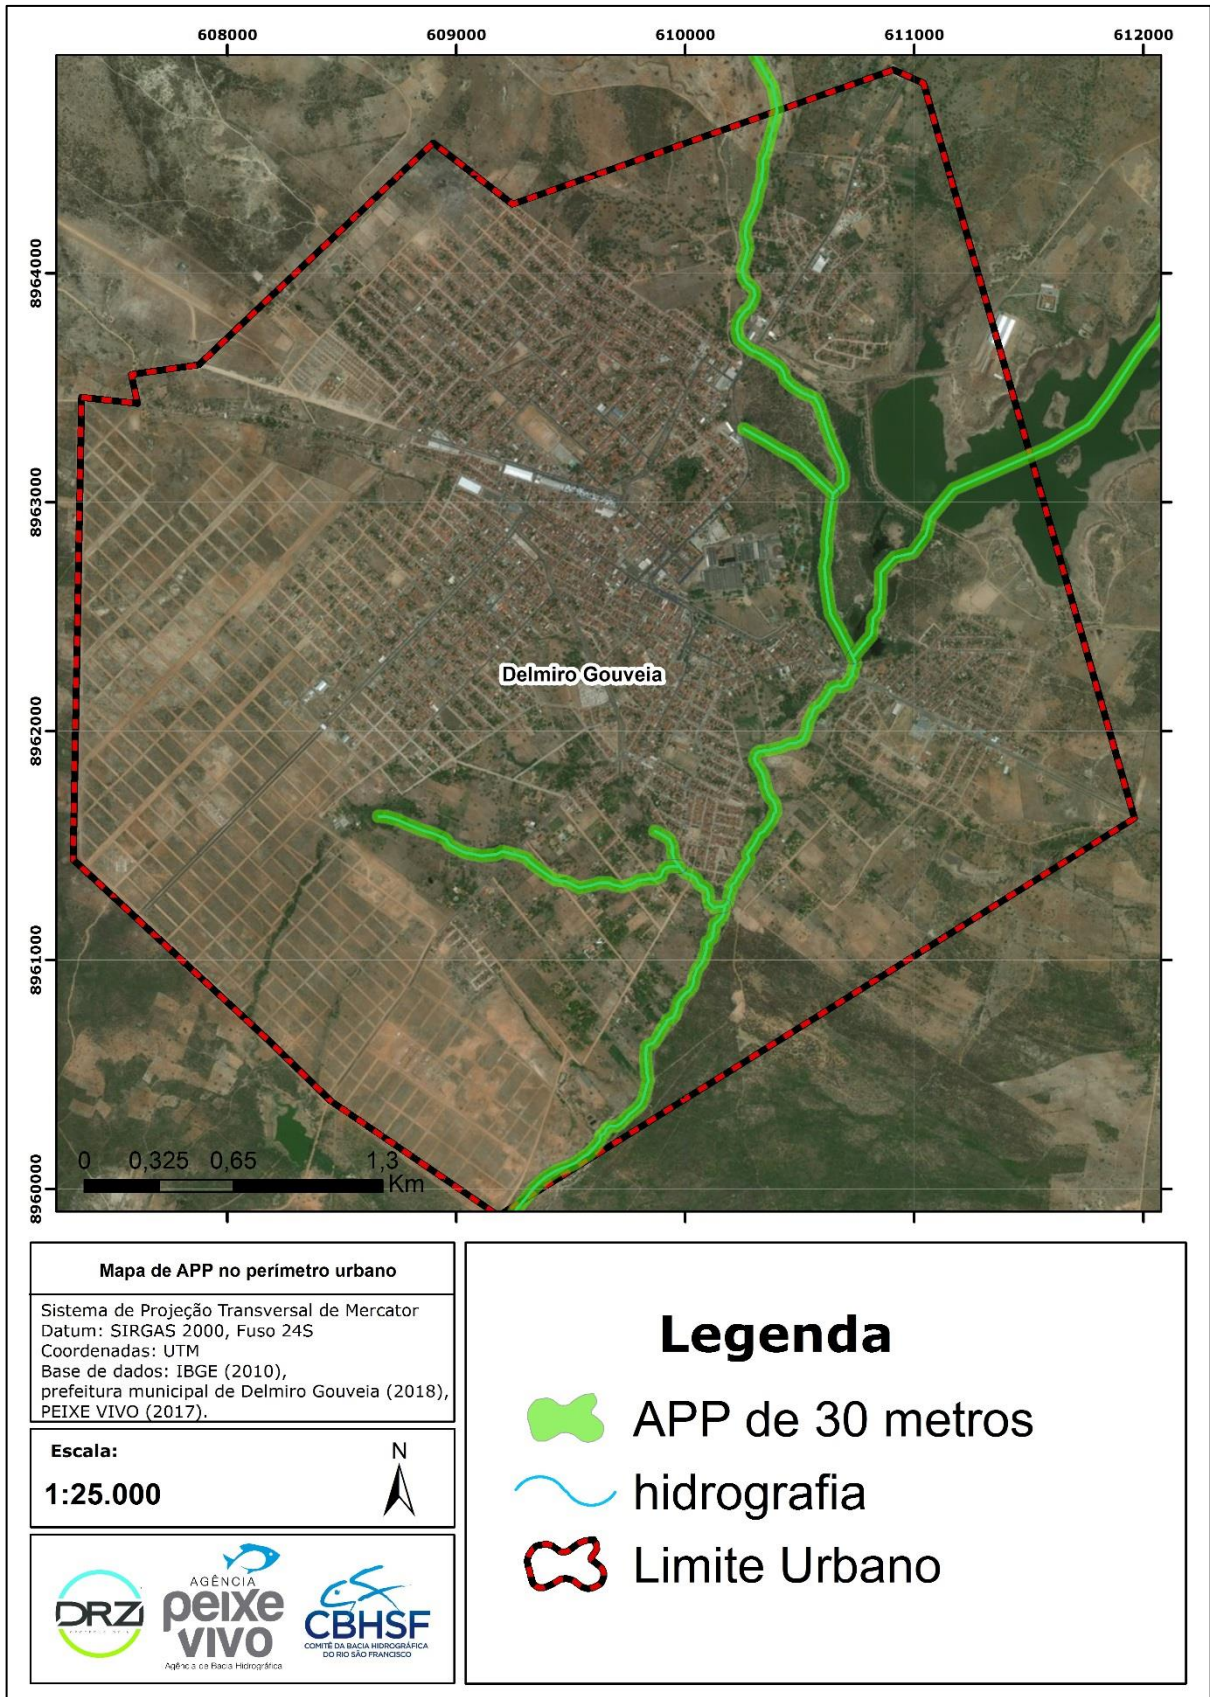 608000 609000 610000 611000 612000
8964000
8963000
8962000
8961000
8960000
Delmiro Gouveia
0 0,325 0,65 1,3
Km
Mapa de APP no perímetro urbano
Sistema de Projeção Transversal de Mercator
Datum: SIRGAS 2000, Fuso 24S
Coordenadas: UTM
Base de dados: IBGE (2010),
prefeitura municipal de Delmiro Gouveia (2018),
PEIXE VIVO (2017).
Escala:
1:25.000
N
DRZ
AGÊNCIA
peixe
vivo
Agência de Bacia Hidrográfica
CBHSF
COMITÊ DA BACIA HIDROGRÁFICA
DO RIO SÃO FRANCISCO
Legenda
APP de 30 metros
hidrografia
Limite Urbano